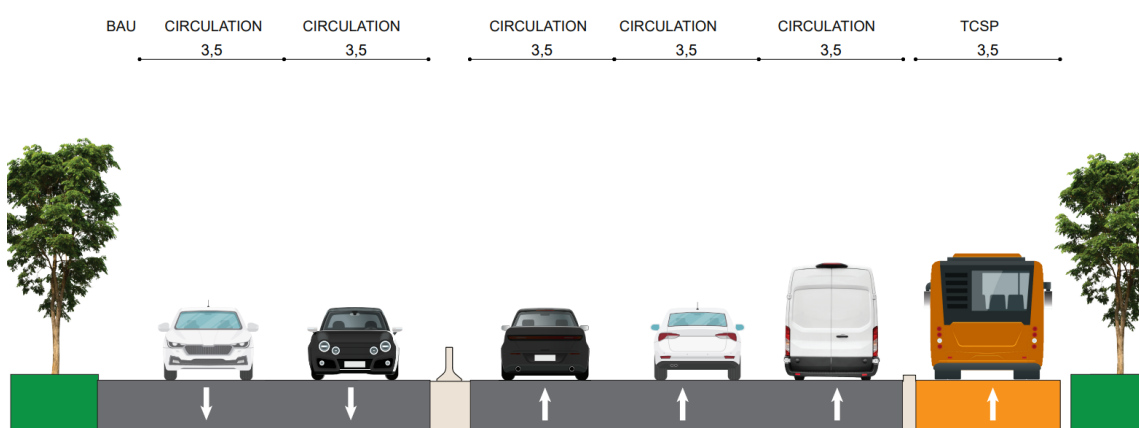 BAU CIRCULATION CIRCULATION CIRCULATION CIRCULATION CIRCULATION TCSP
3,5 3,5 3,5 3,5 3,5 3,5